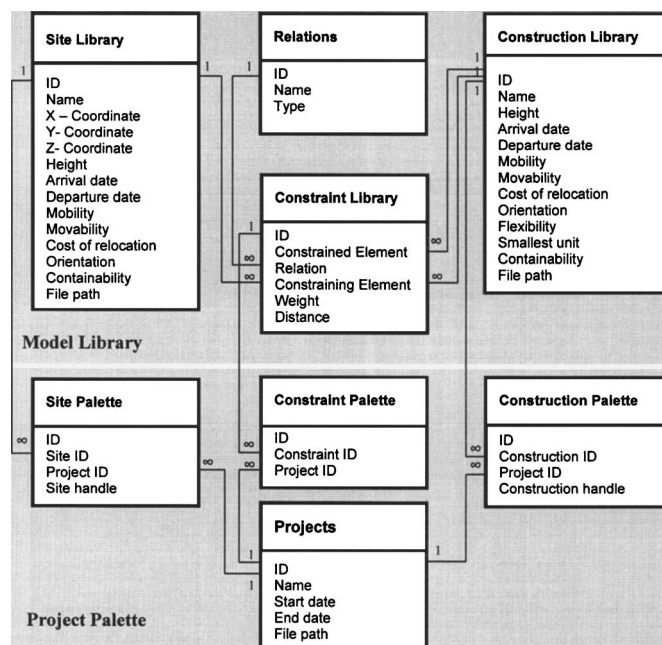 Site Library
ID
Name
X – Coordinate
Y- Coordinate
Z- Coordinate
Height
Arrival date
Departure date
Mobility
Movability
Cost of relocation
Orientation
Containability
File path
Relations
ID
Name
Type
Construction Library
ID
Name
Height
Arrival date
Departure date
Mobility
Movability
Cost of relocation
Orientation
Flexibility
Smallest unit
Containability
File path
Constraint Library
ID
Constrained Element
Relation
Constraining Element
Weight
Distance
1
1
1
1
1
1
1
∞
∞
∞
∞
Model Library
Site Palette
ID
Site ID
Project ID
Site handle
Constraint Palette
ID
Constraint ID
Project ID
Construction Palette
ID
Construction ID
Project ID
Construction handle
∞
∞
∞
∞
∞
∞
Projects
ID
Name
Start date
End date
File path
1
1
1
Project Palette